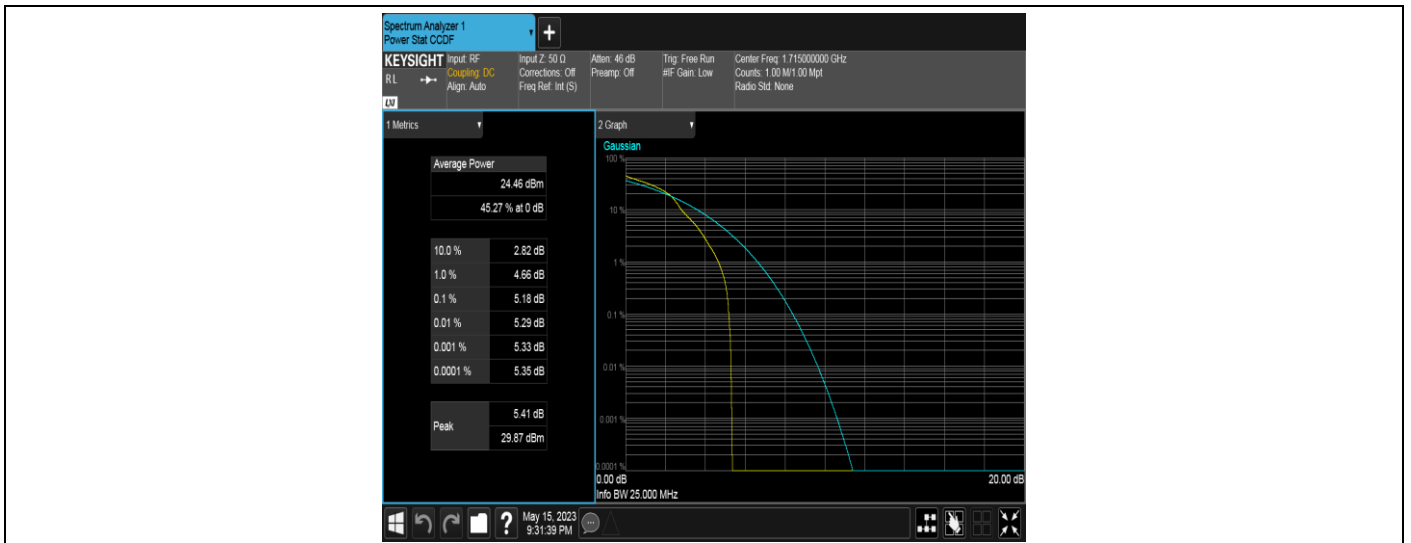 Spectrum Analyzer 1
Power Stat CCDF
+
KEYSIGHT
RL
LXI
Input: RF
Coupling: DC
Align: Auto
Input Z: 50 Ω
Corrections: Off
Freq Ref: Int (S)
Atten: 46 dB
Preamp: Off
Trig: Free Run
#IF Gain: Low
Center Freq: 1.715000000 GHz
Counts: 1.00 M/1.00 Mpt
Radio Std: None
1 Metrics
Average Power
24.46 dBm
45.27 % at 0 dB
10.0 % 2.82 dB
1.0 % 4.66 dB
0.1 % 5.18 dB
0.01 % 5.29 dB
0.001 % 5.33 dB
0.0001 % 5.35 dB
Peak
5.41 dB
29.87 dBm
2 Graph
Gaussian
100 %
10 %
1 %
0.1 %
0.01 %
0.001 %
0.0001 %
0.00 dB 20.00 dB
Info BW 25.000 MHz
?
May 15, 2023
9:31:39 PM